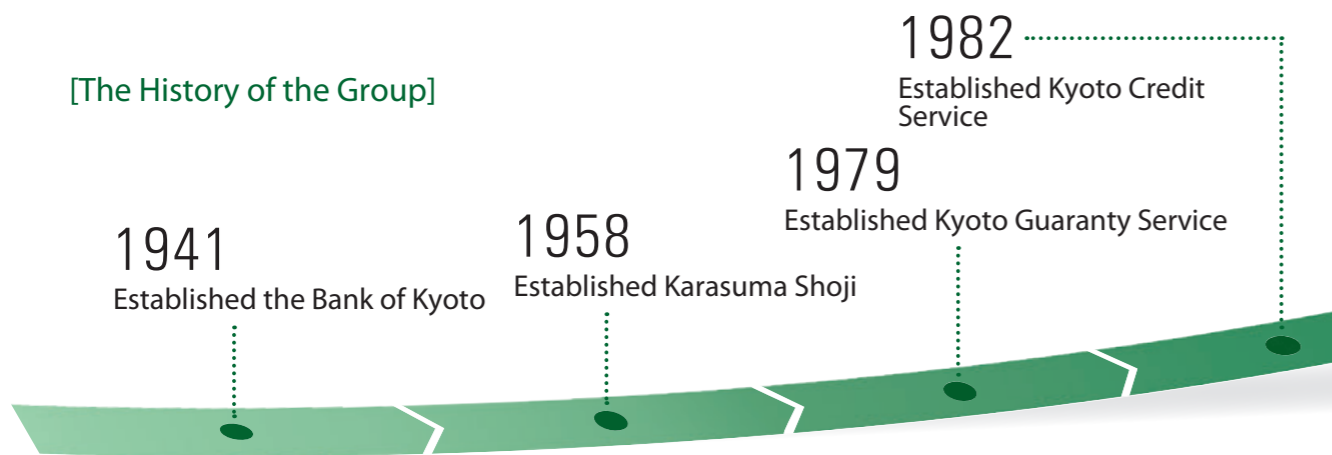 [The History of the Group]
1941
Established the Bank of Kyoto
1958
Established Karasuma Shoji
1979
Established Kyoto Guaranty Service
1982
Established Kyoto Credit
Service